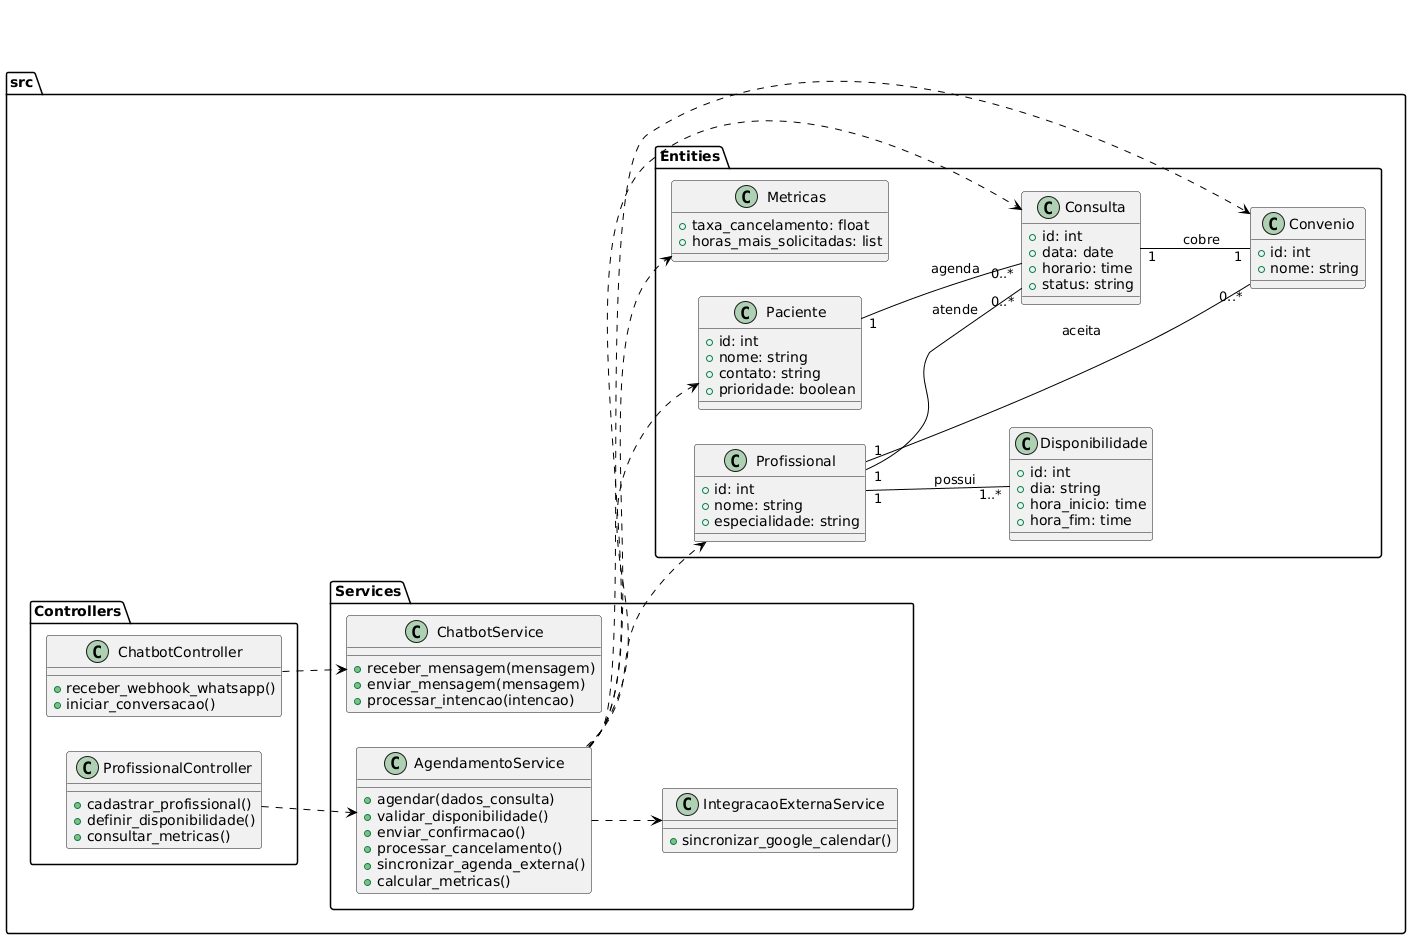 src
Entities
C Metricas
taxa_cancelamento: float
horas_mais_solicitadas: list
C Consulta
id: int
data: date
horario: time
status: string
C Convenio
id: int
nome: string
cobre
1
1
C Paciente
id: int
nome: string
contato: string
prioridade: boolean
agenda
1
0..*
atende
0..*
1
aceita
1
0..*
C Profissional
id: int
nome: string
especialidade: string
possui
1
1..*
C Disponibilidade
id: int
dia: string
hora_inicio: time
hora_fim: time
Controllers
C ChatbotController
receber_webhook_whatsapp()
iniciar_conversacao()
C ProfissionalController
cadastrar_profissional()
definir_disponibilidade()
consultar_metricas()
Services
C ChatbotService
receber_mensagem(mensagem)
enviar_mensagem(mensagem)
processar_intencao(intencao)
C AgendamentoService
agendar(dados_consulta)
validar_disponibilidade()
enviar_confirmacao()
processar_cancelamento()
sincronizar_agenda_externa()
calcular_metricas()
C IntegracaoExternaService
sincronizar_google_calendar()